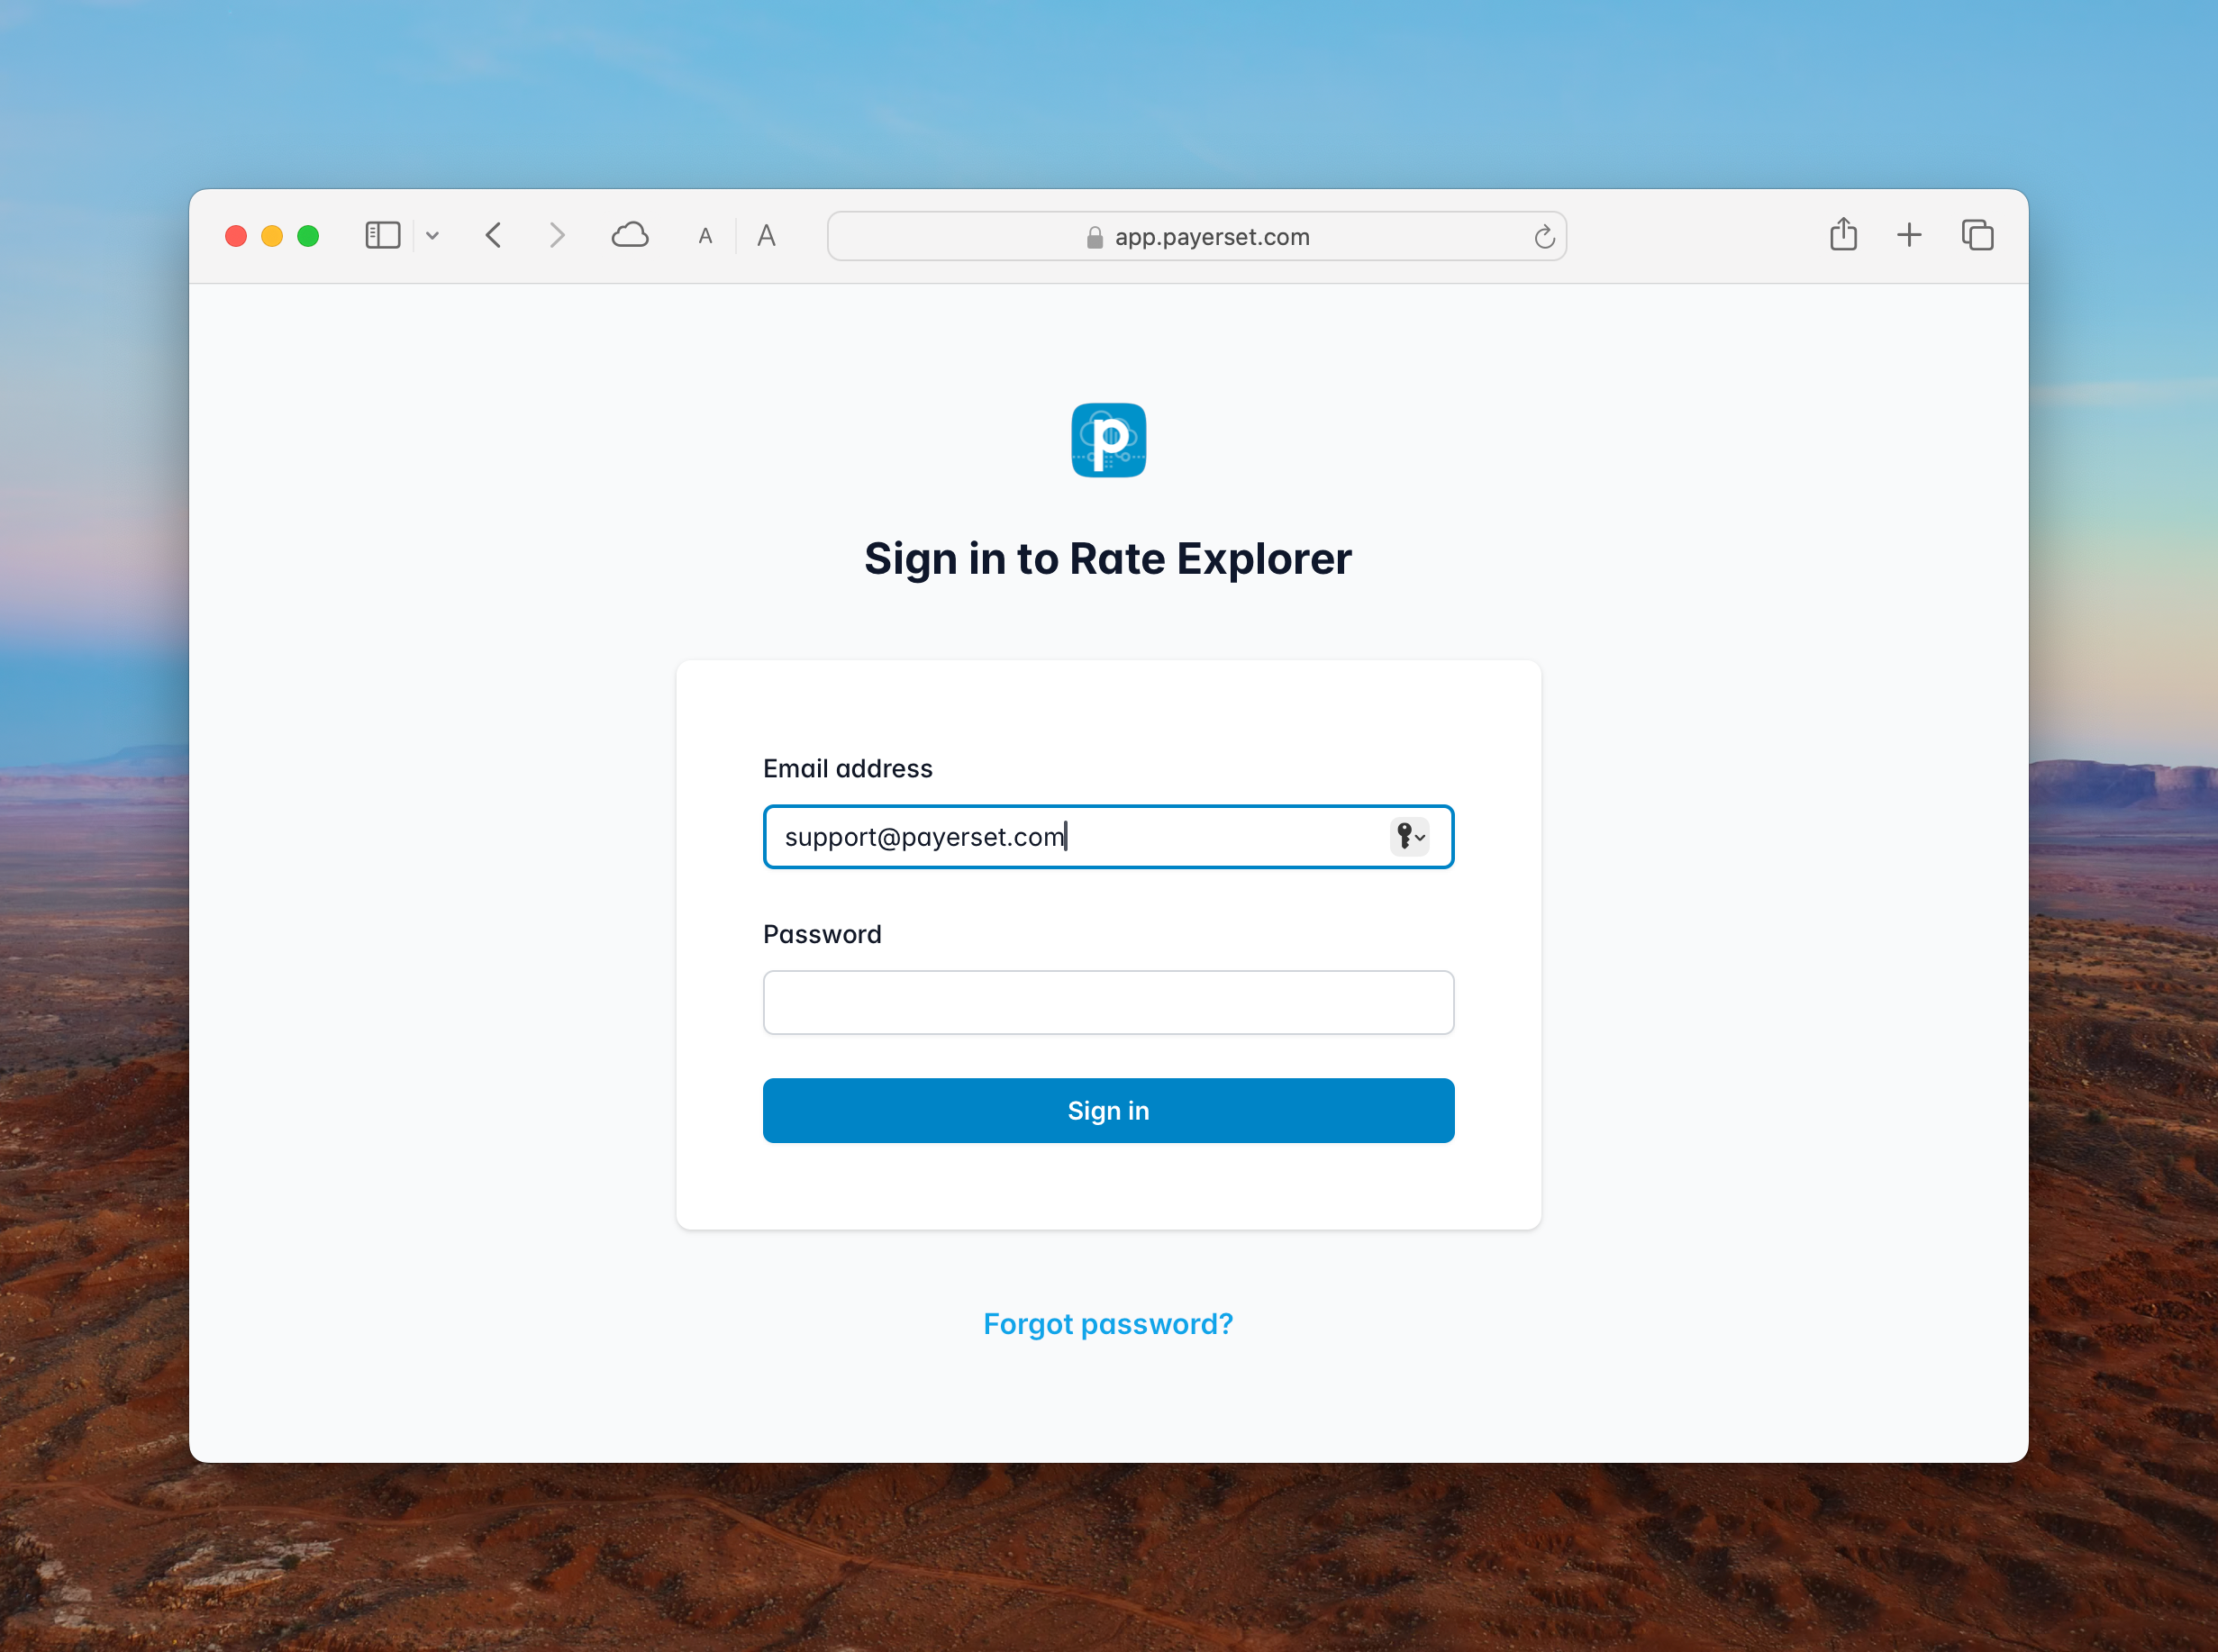 A A app.payerset.com
p
Sign in to Rate Explorer
Email address
support@payerset.com
Password
Sign in
Forgot password?